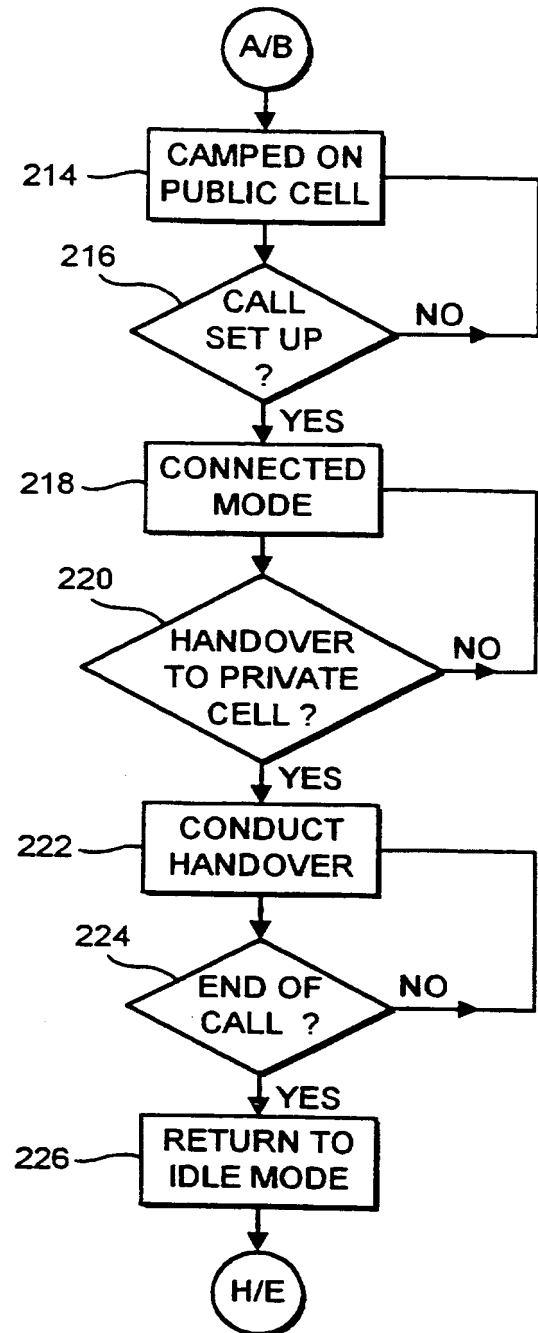 A/B
214
CAMPED ON
PUBLIC CELL
216
CALL
SET UP
?
NO
YES
218
CONNECTED
MODE
220
HANDOVER
TO PRIVATE
CELL ?
NO
YES
222
CONDUCT
HANDOVER
224
END OF
CALL ?
NO
YES
226
RETURN TO
IDLE MODE
H/E